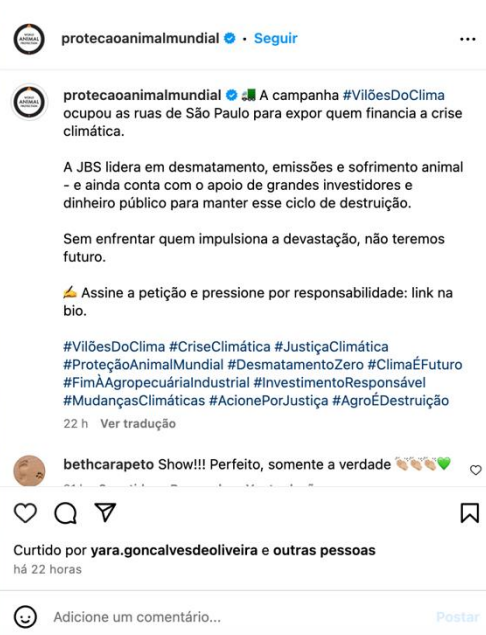 protecaoanimalmundial • Seguir
protecaoanimalmundial 🚛 A campanha #VilõesDoClima
ocupou as ruas de São Paulo para expor quem financia a crise
climática.
A JBS lidera em desmatamento, emissões e sofrimento animal
- e ainda conta com o apoio de grandes investidores e
dinheiro público para manter esse ciclo de destruição.
Sem enfrentar quem impulsiona a devastação, não teremos
futuro.
✍️ Assine a petição e pressione por responsabilidade: link na
bio.
#VilõesDoClima #CriseClimática #JustiçaClimática
#ProteçãoAnimalMundial #DesmatamentoZero #ClimaÉFuturo
#FimÀAgropecuáriaIndustrial #InvestimentoResponsável
#MudançasClimáticas #AcionePorJustiça #AgroÉDestruição
22 h Ver tradução
bethcarapeto Show!!! Perfeito, somente a verdade 👏🏼👏🏼👏🏼💚
Curtido por yara.goncalvesdeoliveira e outras pessoas
há 22 horas
Adicione um comentário...
Postar